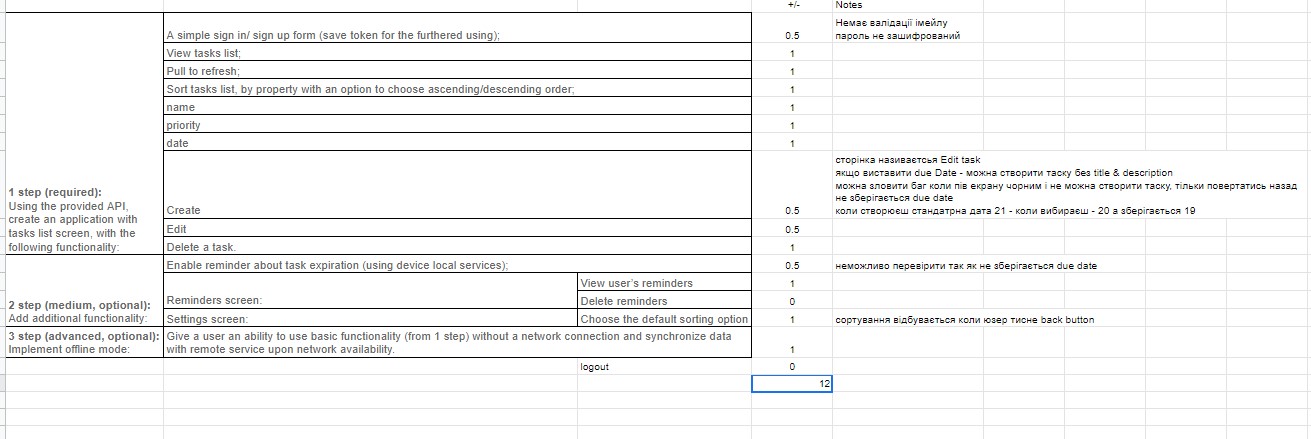 +/- Notes
Немає валідації імейлу
A simple sign in/ sign up form (save token for the furthered using); 0.5 пароль не зашифрований
View tasks list; 1
Pull to refresh; 1
Sort tasks list, by property with an option to choose ascending/descending order; 1
name 1
priority 1
date 1
1 step (required):
Using the provided API,
create an application with
tasks list screen, with the
following functionality:
Create 0.5
сторінка називаєтсья Edit task
якщо виставити due Date - можна створити таску без title & description
можна зловити баг коли пів екрану чорним і не можна створити таску, тільки повертатись назад
не зберігається due date
коли створюєш стандатрна дата 21 - коли вибираєш - 20 а зберігається 19
Edit 0.5
Delete a task. 1
2 step (medium, optional):
Add additional functionality:
Enable reminder about task expiration (using device local services); 0.5 неможливо перевірити так як не зберігається due date
Reminders screen:
View user's reminders 1
Delete reminders 0
Settings screen: Choose the default sorting option 1 сортування відбувається коли юзер тисне back button
3 step (advanced, optional):
Implement offline mode:
Give a user an ability to use basic functionality (from 1 step) without a network connection and synchronize data
with remote service upon network availability. 1
logout 0
12